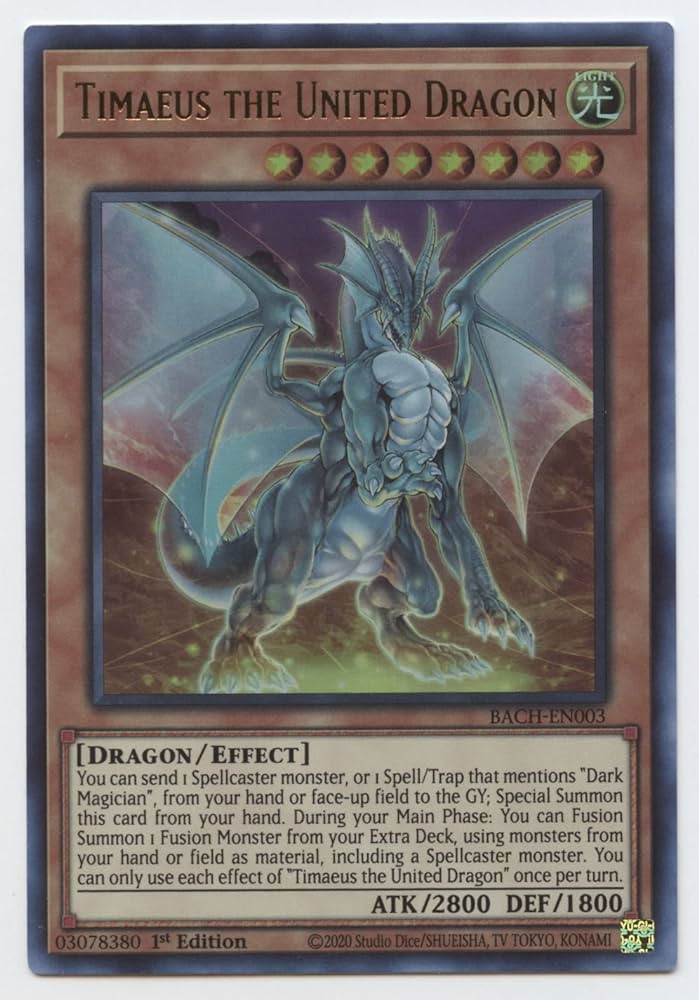 TIMAEUS THE UNITED DRAGON
LIGHT
光
BACH-EN003
[DRAGON/EFFECT]
You can send 1 Spellcaster monster, or 1 Spell/Trap that mentions "Dark
Magician", from your hand or face-up field to the GY; Special Summon
this card from your hand. During your Main Phase: You can Fusion
Summon 1 Fusion Monster from your Extra Deck, using monsters from
your hand or field as material, including a Spellcaster monster. You
can only use each effect of "Timaeus the United Dragon" once per turn.
ATK/2800 DEF/1800
03078380 1st Edition ©2020 Studio Dice/SHUEISHA, TV TOKYO, KONAMI